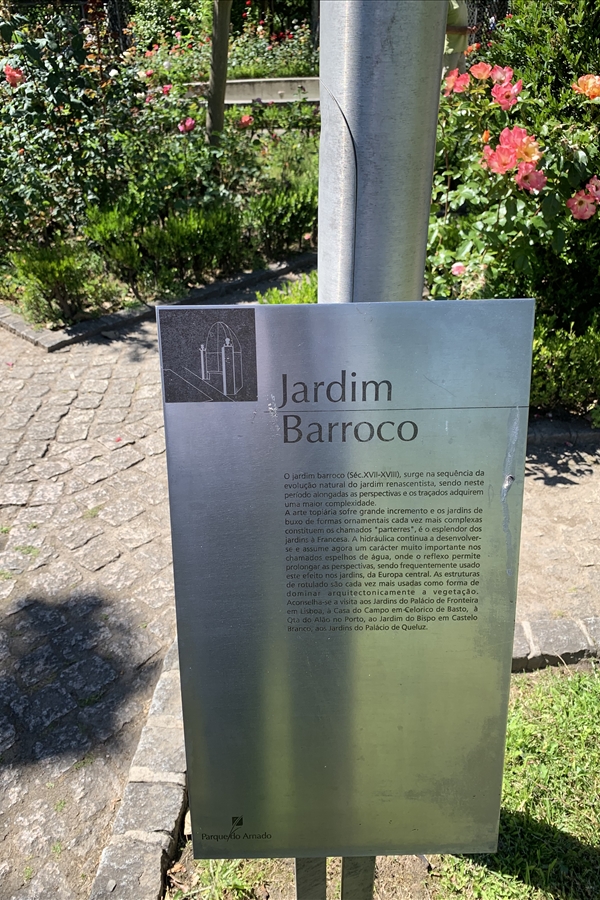 Jardim
Barroco
O jardim barroco (Séc.XVII-XVIII), surge na sequência da
evolução natural do jardim renascentista, sendo neste
período alongadas as perspectivas e os traçados adquirem
uma maior complexidade.
A arte topiária sofre grande incremento e os jardins de
buxo de formas ornamentais cada vez mais complexas
constituem os chamados "parterres", é o esplendor dos
jardins à Francesa. A hidráulica continua a desenvolver-
se e assume agora um carácter muito importante nos
chamados espelhos de água, onde o reflexo permite
prolongar as perspectivas, sendo frequentemente usado
este efeito nos jardins, da Europa central. As estruturas
de rotulado são cada vez mais usadas como forma de
dominar arquitectonicamente a vegetação.
Aconselha-se a visita aos Jardins do Palácio de Fronteira
em Lisboa, à Casa do Campo em Celorico de Basto, à
Qtª do Alão no Porto, ao Jardim do Bispo em Castelo
Branco, aos Jardins do Palácio de Queluz.
Parque do Arnado